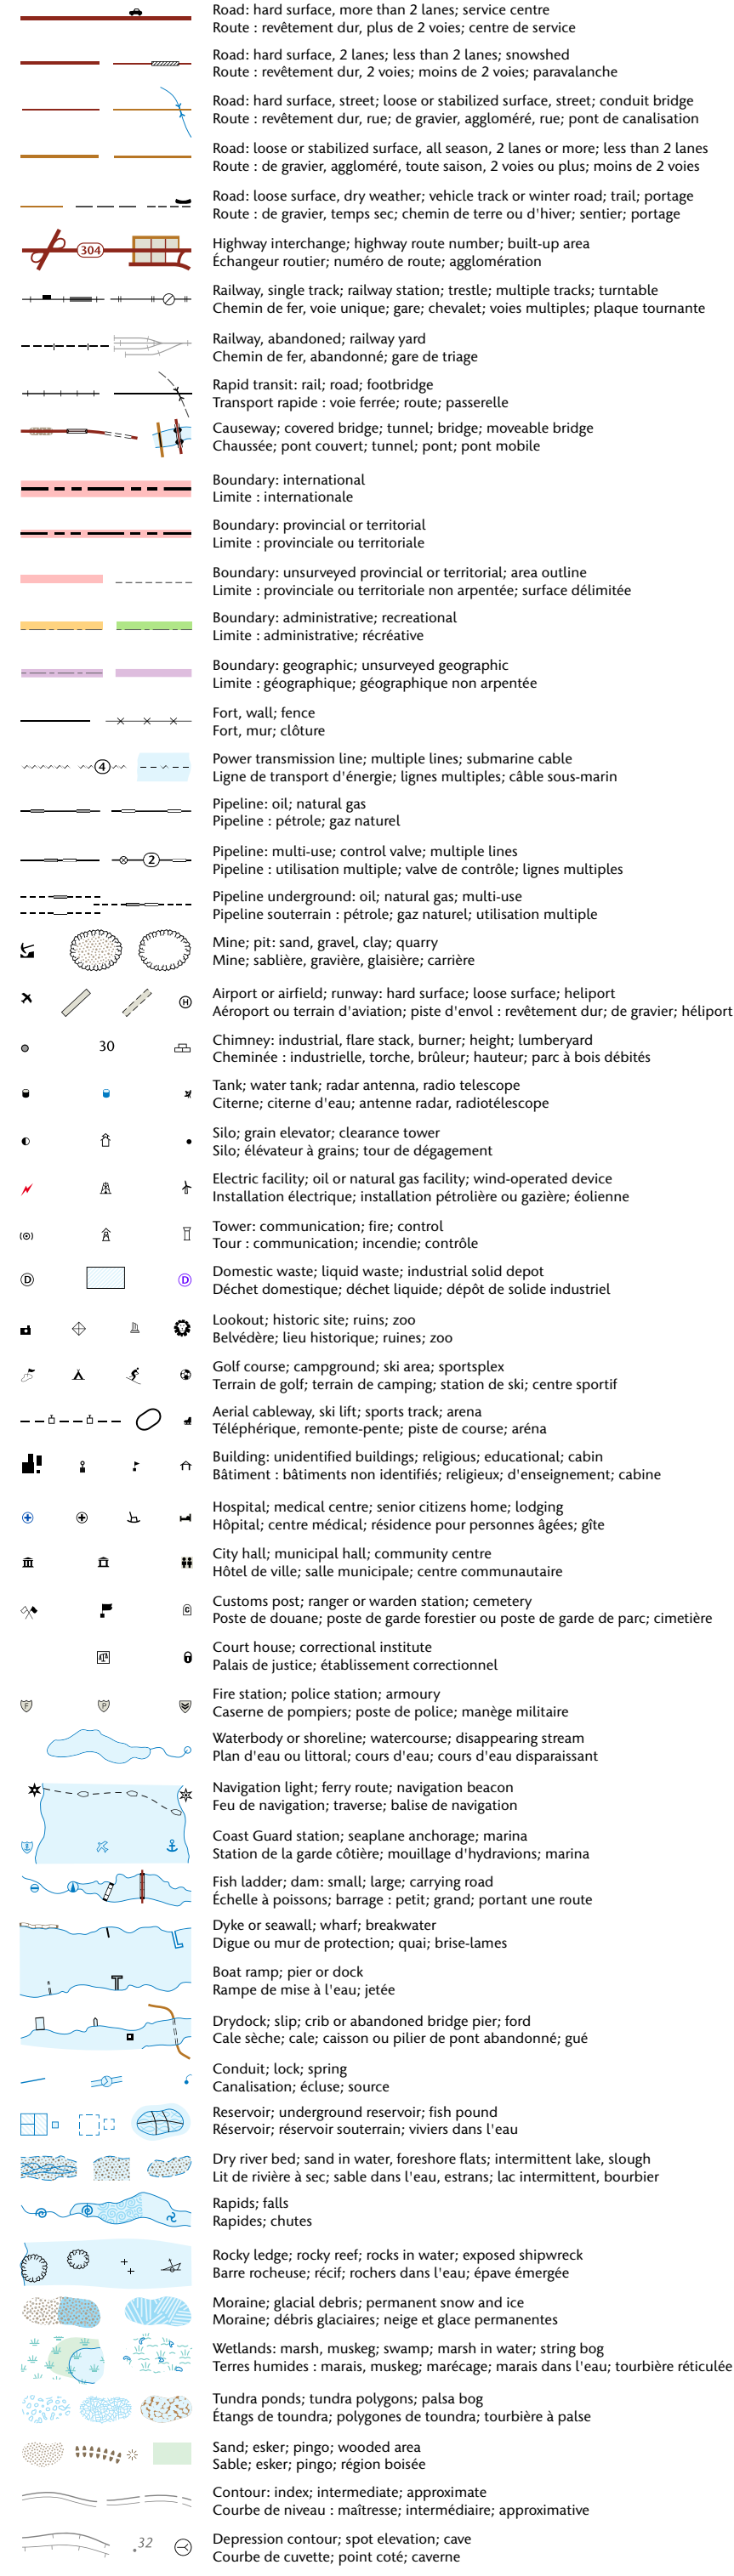 Road: hard surface, more than 2 lanes; service centre
Route : revêtement dur, plus de 2 voies; centre de service
Road: hard surface, 2 lanes; less than 2 lanes; snowshed
Route : revêtement dur, 2 voies; moins de 2 voies; paravalanche
Road: hard surface, street; loose or stabilized surface, street; conduit bridge
Route : revêtement dur, rue; de gravier, aggloméré, rue; pont de canalisation
Road: loose or stabilized surface, all season, 2 lanes or more; less than 2 lanes
Route : de gravier, aggloméré, toute saison, 2 voies ou plus; moins de 2 voies
Road: loose surface, dry weather; vehicle track or winter road; trail; portage
Route : de gravier, temps sec; chemin de terre ou d'hiver; sentier; portage
304
Highway interchange; highway route number; built-up area
Échangeur routier; numéro de route; agglomération
Railway, single track; railway station; trestle; multiple tracks; turntable
Chemin de fer, voie unique; gare; chevalet; voies multiples; plaque tournante
Railway, abandoned; railway yard
Chemin de fer, abandonné; gare de triage
Rapid transit: rail; road; footbridge
Transport rapide : voie ferrée; route; passerelle
Causeway; covered bridge; tunnel; bridge; moveable bridge
Chaussée; pont couvert; tunnel; pont; pont mobile
Boundary: international
Limite : internationale
Boundary: provincial or territorial
Limite : provinciale ou territoriale
Boundary: unsurveyed provincial or territorial; area outline
Limite : provinciale ou territoriale non arpentée; surface délimitée
Boundary: administrative; recreational
Limite : administrative; récréative
Boundary: geographic; unsurveyed geographic
Limite : géographique; géographique non arpentée
Fort, wall; fence
Fort, mur; clôture
4
Power transmission line; multiple lines; submarine cable
Ligne de transport d'énergie; lignes multiples; câble sous-marin
Pipeline: oil; natural gas
Pipeline : pétrole; gaz naturel
2
Pipeline: multi-use; control valve; multiple lines
Pipeline : utilisation multiple; valve de contrôle; lignes multiples
Pipeline underground: oil; natural gas; multi-use
Pipeline souterrain : pétrole; gaz naturel; utilisation multiple
Mine; pit: sand, gravel, clay; quarry
Mine; sablière, gravière, glaisière; carrière
H
Airport or airfield; runway: hard surface; loose surface; heliport
Aéroport ou terrain d'aviation; piste d'envol : revêtement dur; de gravier; héliport
30
Chimney: industrial, flare stack, burner; height; lumberyard
Cheminée : industrielle, torche, brûleur; hauteur; parc à bois débités
Tank; water tank; radar antenna, radio telescope
Citerne; citerne d'eau; antenne radar, radiotélescope
Silo; grain elevator; clearance tower
Silo; élévateur à grains; tour de dégagement
Electric facility; oil or natural gas facility; wind-operated device
Installation électrique; installation pétrolière ou gazière; éolienne
Tower: communication; fire; control
Tour : communication; incendie; contrôle
D D
Domestic waste; liquid waste; industrial solid depot
Déchet domestique; déchet liquide; dépôt de solide industriel
Lookout; historic site; ruins; zoo
Belvédère; lieu historique; ruines; zoo
Golf course; campground; ski area; sportsplex
Terrain de golf; terrain de camping; station de ski; centre sportif
Aerial cableway, ski lift; sports track; arena
Téléphérique, remonte-pente; piste de course; aréna
Building: unidentified buildings; religious; educational; cabin
Bâtiment : bâtiments non identifiés; religieux; d'enseignement; cabine
Hospital; medical centre; senior citizens home; lodging
Hôpital; centre médical; résidence pour personnes âgées; gîte
City hall; municipal hall; community centre
Hôtel de ville; salle municipale; centre communautaire
C
Customs post; ranger or warden station; cemetery
Poste de douane; poste de garde forestier ou poste de garde de parc; cimetière
Court house; correctional institute
Palais de justice; établissement correctionnel
F P
Fire station; police station; armoury
Caserne de pompiers; poste de police; manège militaire
Waterbody or shoreline; watercourse; disappearing stream
Plan d'eau ou littoral; cours d'eau; cours d'eau disparaissant
Navigation light; ferry route; navigation beacon
Feu de navigation; traverse; balise de navigation
Coast Guard station; seaplane anchorage; marina
Station de la garde côtière; mouillage d'hydravions; marina
Fish ladder; dam: small; large; carrying road
Échelle à poissons; barrage : petit; grand; portant une route
Dyke or seawall; wharf; breakwater
Digue ou mur de protection; quai; brise-lames
Boat ramp; pier or dock
Rampe de mise à l'eau; jetée
Drydock; slip; crib or abandoned bridge pier; ford
Cale sèche; cale; caisson ou pilier de pont abandonné; gué
Conduit; lock; spring
Canalisation; écluse; source
Reservoir; underground reservoir; fish pound
Réservoir; réservoir souterrain; viviers dans l'eau
Dry river bed; sand in water, foreshore flats; intermittent lake, slough
Lit de rivière à sec; sable dans l'eau, estrans; lac intermittent, bourbier
Rapids; falls
Rapides; chutes
Rocky ledge; rocky reef; rocks in water; exposed shipwreck
Barre rocheuse; récif; rochers dans l'eau; épave émergée
Moraine; glacial debris; permanent snow and ice
Moraine; débris glaciaires; neige et glace permanentes
Wetlands: marsh, muskeg; swamp; marsh in water; string bog
Terres humides : marais, muskeg; marécage; marais dans l'eau; tourbière réticulée
Tundra ponds; tundra polygons; palsa bog
Étangs de toundra; polygones de toundra; tourbière à palse
Sand; esker; pingo; wooded area
Sable; esker; pingo; région boisée
Contour: index; intermediate; approximate
Courbe de niveau : maîtresse; intermédiaire; approximative
.32
Depression contour; spot elevation; cave
Courbe de cuvette; point coté; caverne